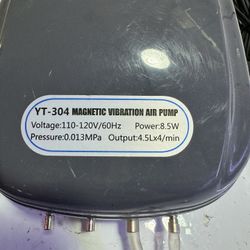 YT-304 MAGNETIC VIBRATION AIR PUMP
Voltage:110-120V/60Hz Power:8.5W
Pressure:0.013MPa Output:4.5Lx4/min